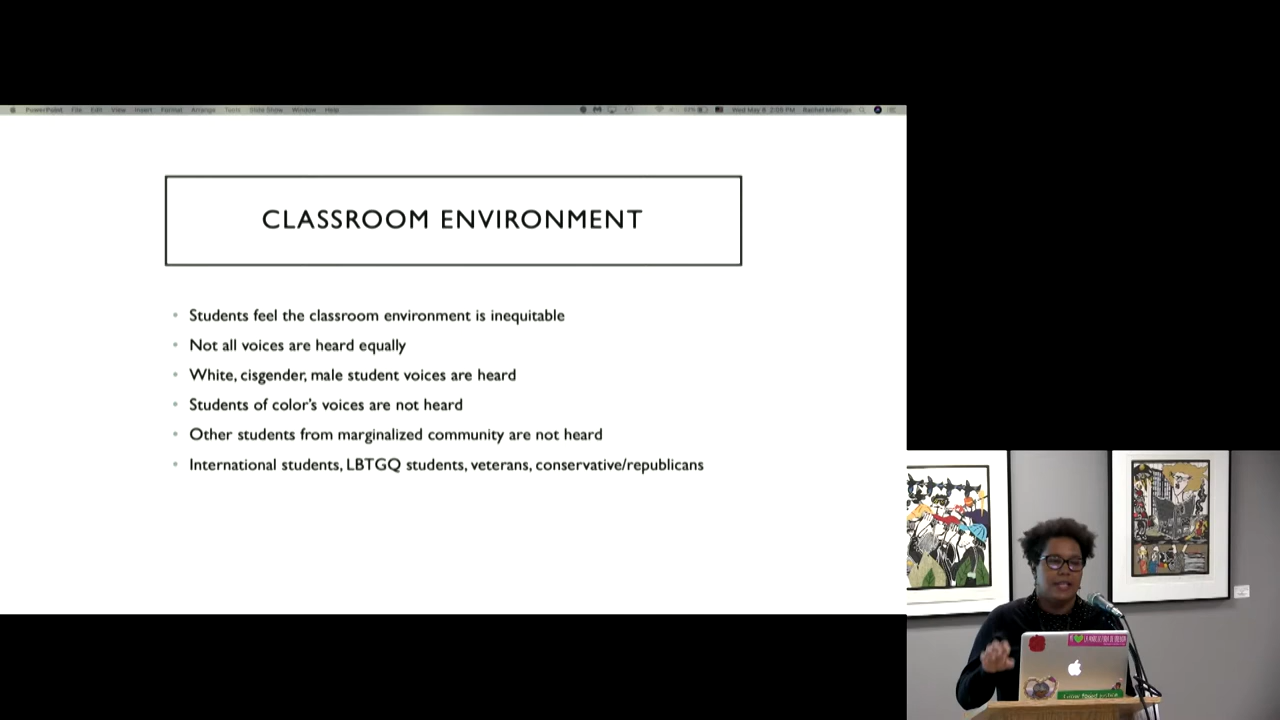 PowerPoint File Edit View Insert Format Arrange Tools Slide Show Window Help
Wed May 8 2:05 PM
CLASSROOM ENVIRONMENT
• Students feel the classroom environment is inequitable
• Not all voices are heard equally
• White, cisgender, male student voices are heard
• Students of color's voices are not heard
• Other students from marginalized community are not heard
• International students, LBTGQ students, veterans, conservative/republicans